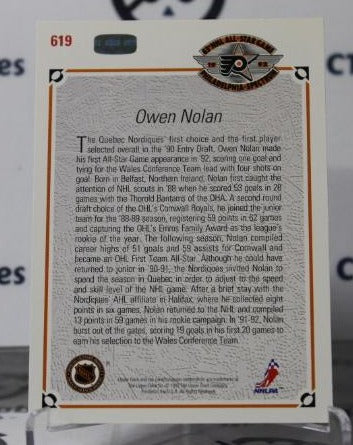 619
43RD NHL ALL-STAR GAME
19 92
PHILADELPHIA SPECTRUM
Owen Nolan
The Quebec Nordiques' first choice and the first player
selected overall in the '90 Entry Draft, Owen Nolan made
his first All-Star Game appearance in '92, scoring one goal and
tying for the Wales Conference Team lead with four shots on
goal. Born in Belfast, Northern Ireland, Nolan first caught the
attention of NHL scouts in '88 when he scored 53 goals in 28
games with the Thorold Bantams of the OHA. A second round
draft choice of the OHL's Cornwall Royals, he joined the junior
team for the '88-89 season, registering 59 points in 62 games
and capturing the OHL's Emms Family Award as the league's
rookie of the year. The following season, Nolan compiled
career highs of 51 goals and 59 assists for Cornwall and
became an OHL First Team All-Star. Although he could have
returned to junior in '90-91, the Nordiques invited Nolan to
spend the season in Quebec in order to adjust to the speed
and skill level of the NHL game. After a brief stay with the
Nordiques' AHL affiliate in Halifax, where he collected eight
points in six games, Nolan returned to the NHL and compiled
13 points in 59 games in his rookie campaign. In '91-92, Nolan
burst out of the gates, scoring 19 goals in his first 20 games to
earn his selection to the Wales Conference Team.
NHL
NHLPA